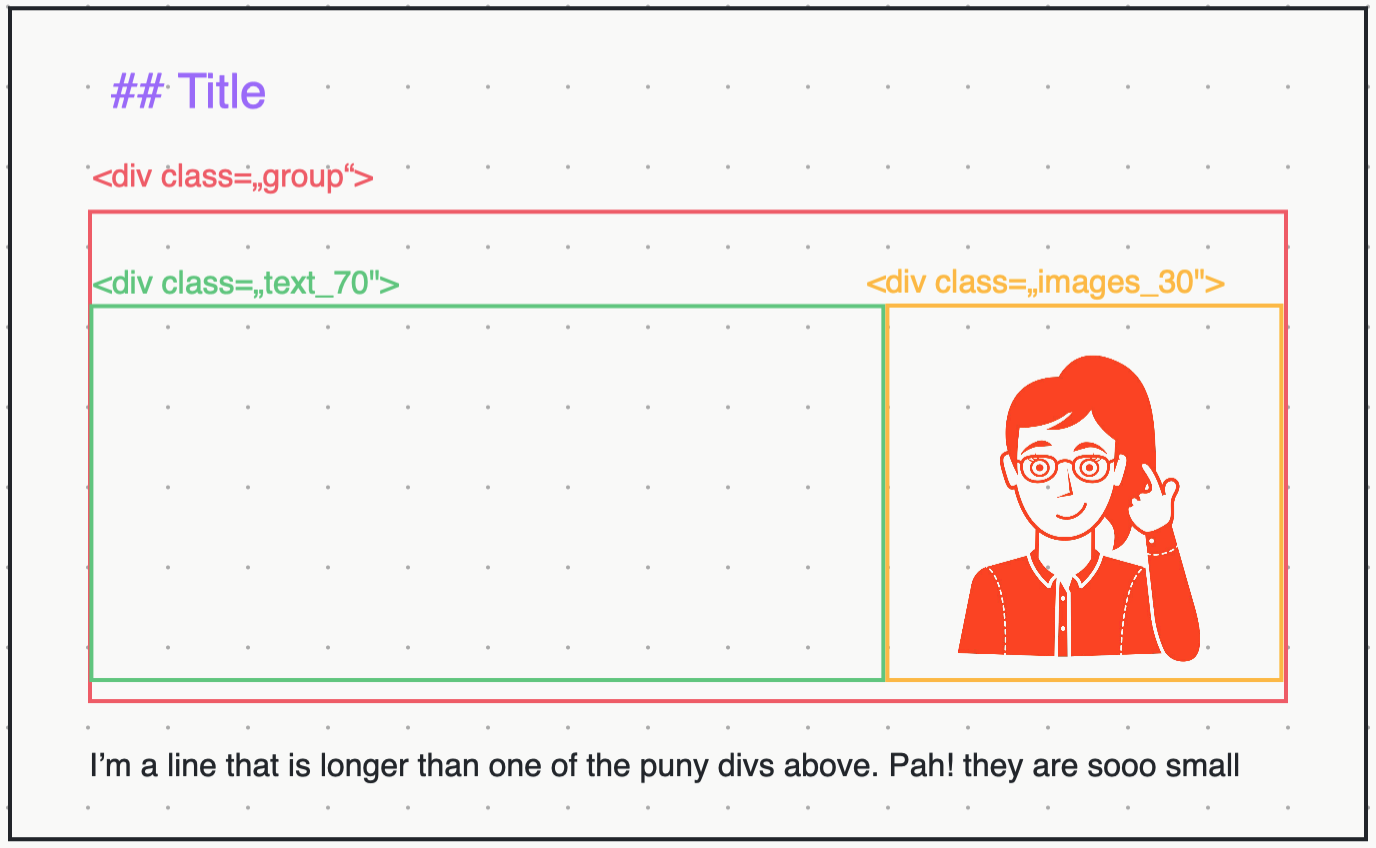 ## Title
<div class=„group“>
<div class=„text_70">
<div class=„images_30">
I’m a line that is longer than one of the puny divs above. Pah! they are sooo small